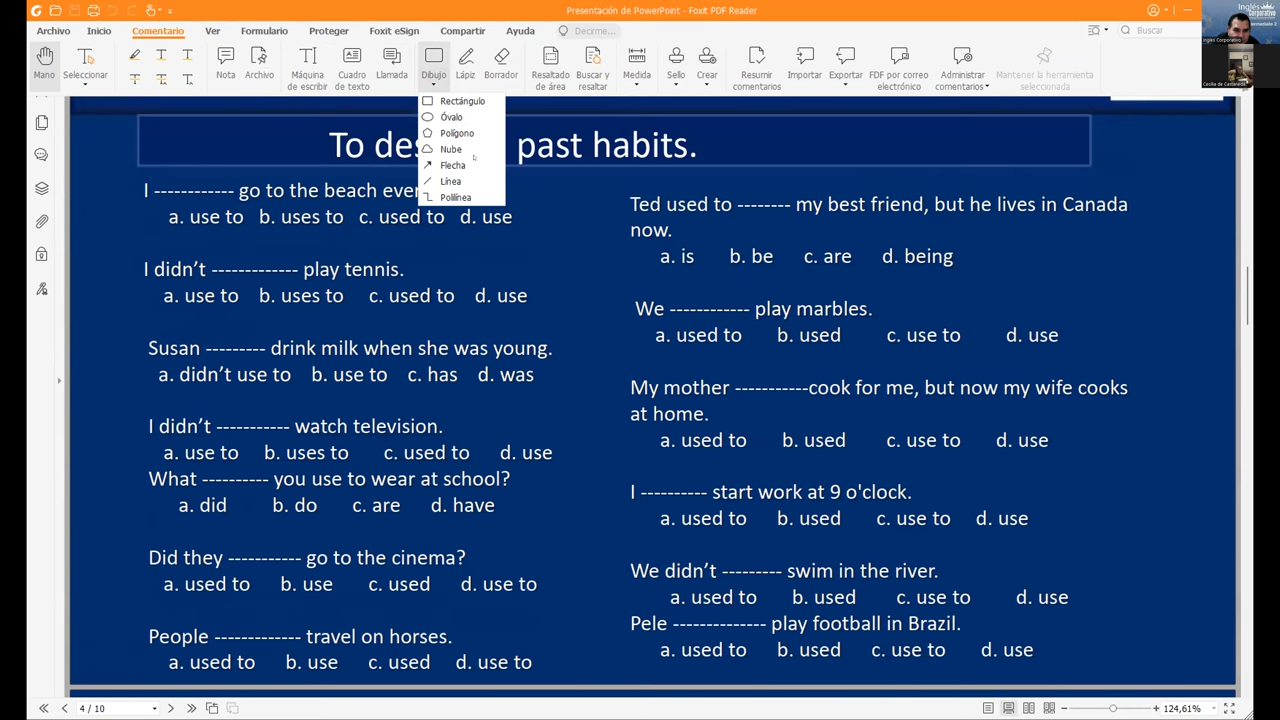 Presentación de PowerPoint - Foxit PDF Reader
Archivo Inicio Comentario Ver Formulario Proteger Foxit eSign Compartir Ayuda Decirme... Buscar
Mano Seleccionar Nota Archivo Máquina de escribir Cuadro de texto Llamada Dibujo Lápiz Borrador Resaltado de área Buscar y resaltar Medida Sello Crear Resumir comentarios Importar Exportar FDF por correo electrónico Administrar comentarios Mantener la herramienta seleccionada
Inglés Corporativo
Inglés Corporativo
Cecilia de Castaneda
Rectángulo
Óvalo
Polígono
Nube
Flecha
Línea
Polilínea
To des past habits.
I ------------ go to the beach ever
a. use to b. uses to c. used to d. use
I didn’t ------------- play tennis.
a. use to b. uses to c. used to d. use
Susan --------- drink milk when she was young.
a. didn’t use to b. use to c. has d. was
I didn’t ----------- watch television.
a. use to b. uses to c. used to d. use
What ---------- you use to wear at school?
a. did b. do c. are d. have
Did they ----------- go to the cinema?
a. used to b. use c. used d. use to
People ------------- travel on horses.
a. used to b. use c. used d. use to
Ted used to -------- my best friend, but he lives in Canada
now.
a. is b. be c. are d. being
We ------------ play marbles.
a. used to b. used c. use to d. use
My mother -----------cook for me, but now my wife cooks
at home.
a. used to b. used c. use to d. use
I ---------- start work at 9 o'clock.
a. used to b. used c. use to d. use
We didn’t --------- swim in the river.
a. used to b. used c. use to d. use
Pele -------------- play football in Brazil.
a. used to b. used c. use to d. use
4 / 10
124,61%